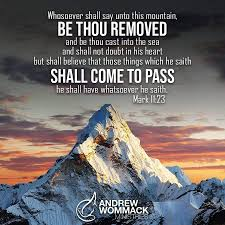 Whosoever shall say unto this mountain,
BE THOU REMOVED
and be thou cast into the sea
and shall not doubt in his heart
but shall believe that those things which he saith
SHALL COME TO PASS
he shall have whatsoever he saith.
Mark 11:23
ANDREW
WOMMACK
MINISTRIES